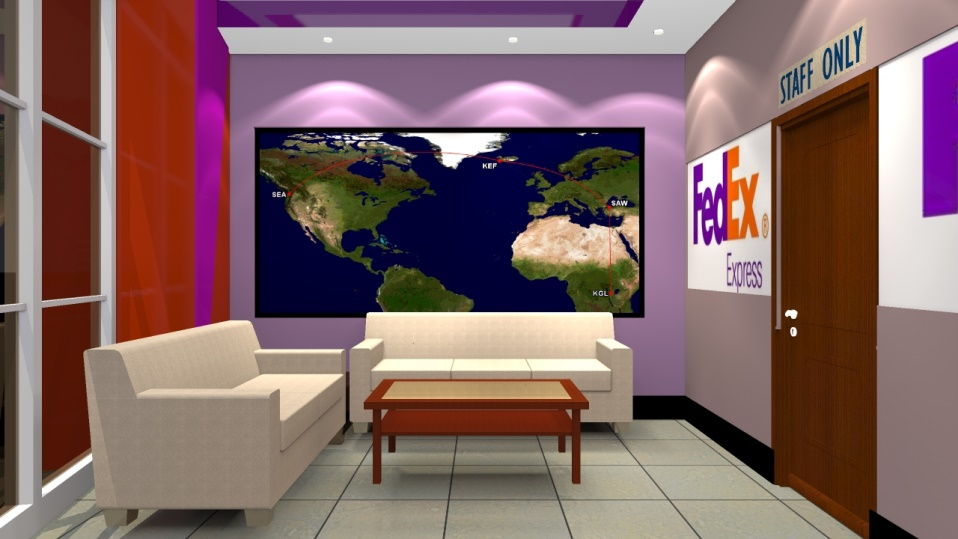 STAFF ONLY
KEF
SEA
SAW
KGL
FedEx®
Express